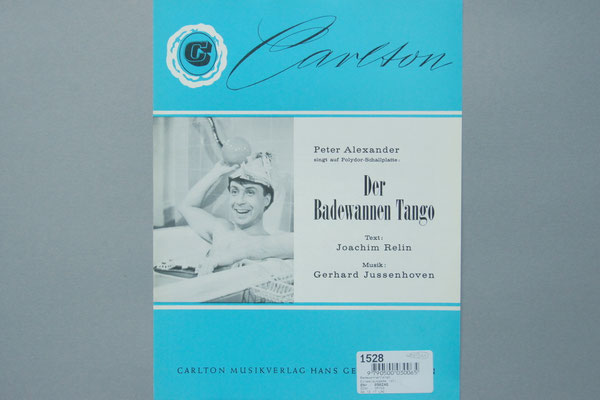 C
Carlton
Peter Alexander
singt auf Polydor-Schallplatte:
Der
Badewannen Tango
Text:
Joachim Relin
Musik:
Gerhard Jussenhoven
CARLTON MUSIKVERLAG HANS GE
1528